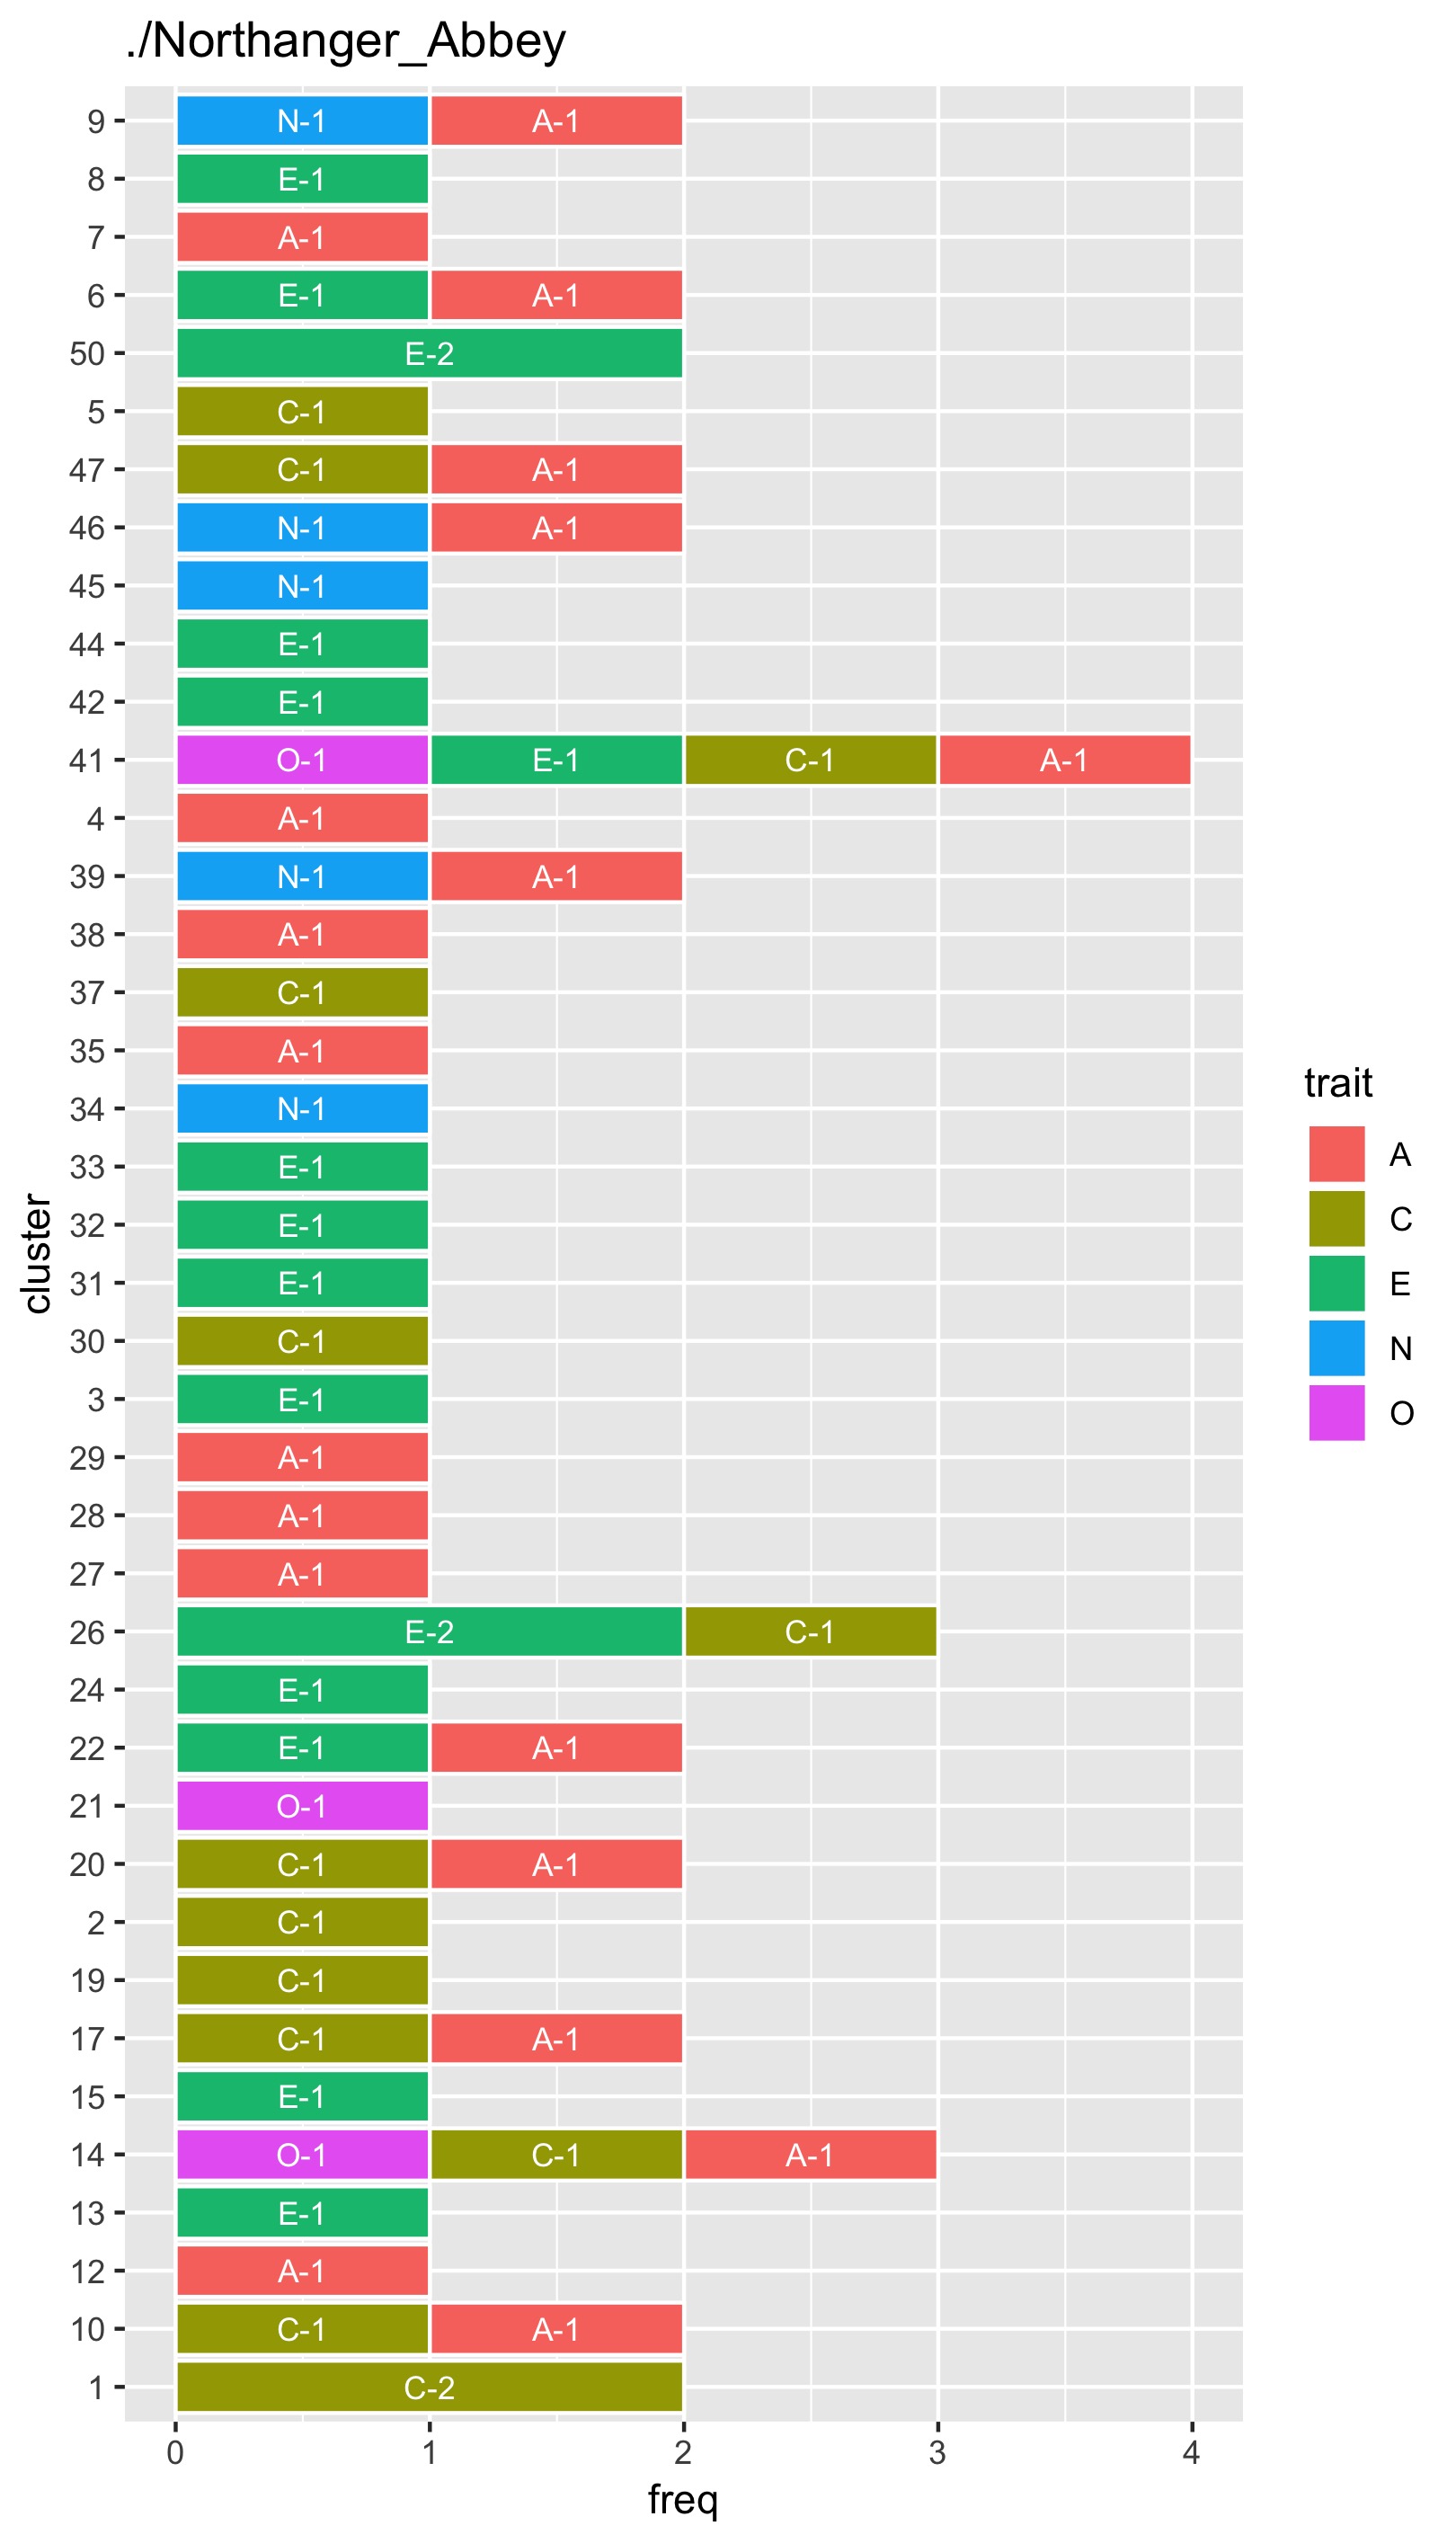 ./Northanger_Abbey
9 N-1 A-1
8 E-1
7 A-1
6 E-1 A-1
50 E-2
5 C-1
47 C-1 A-1
46 N-1 A-1
45 N-1
44 E-1
42 E-1
41 O-1 E-1 C-1 A-1
4 A-1
39 N-1 A-1
38 A-1
37 C-1
35 A-1
34 N-1
33 E-1
32 E-1
31 E-1
30 C-1
3 E-1
29 A-1
28 A-1
27 A-1
26 E-2 C-1
24 E-1
22 E-1 A-1
21 O-1
20 C-1 A-1
2 C-1
19 C-1
17 C-1 A-1
15 E-1
14 O-1 C-1 A-1
13 E-1
12 A-1
10 C-1 A-1
1 C-2
0 1 2 3 4
freq
cluster
trait
A
C
E
N
O